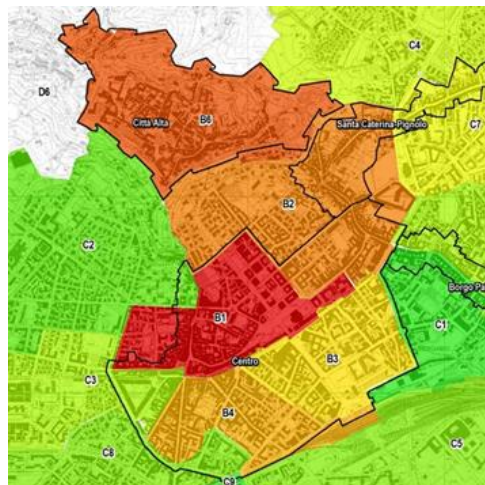 C4
D6
Città Alta
B6
Santa Caterina-Pignolo
C7
B2
C2
Borgo Pa
B1
C1
Centro
B3
C3
B4
C8
C5
C9